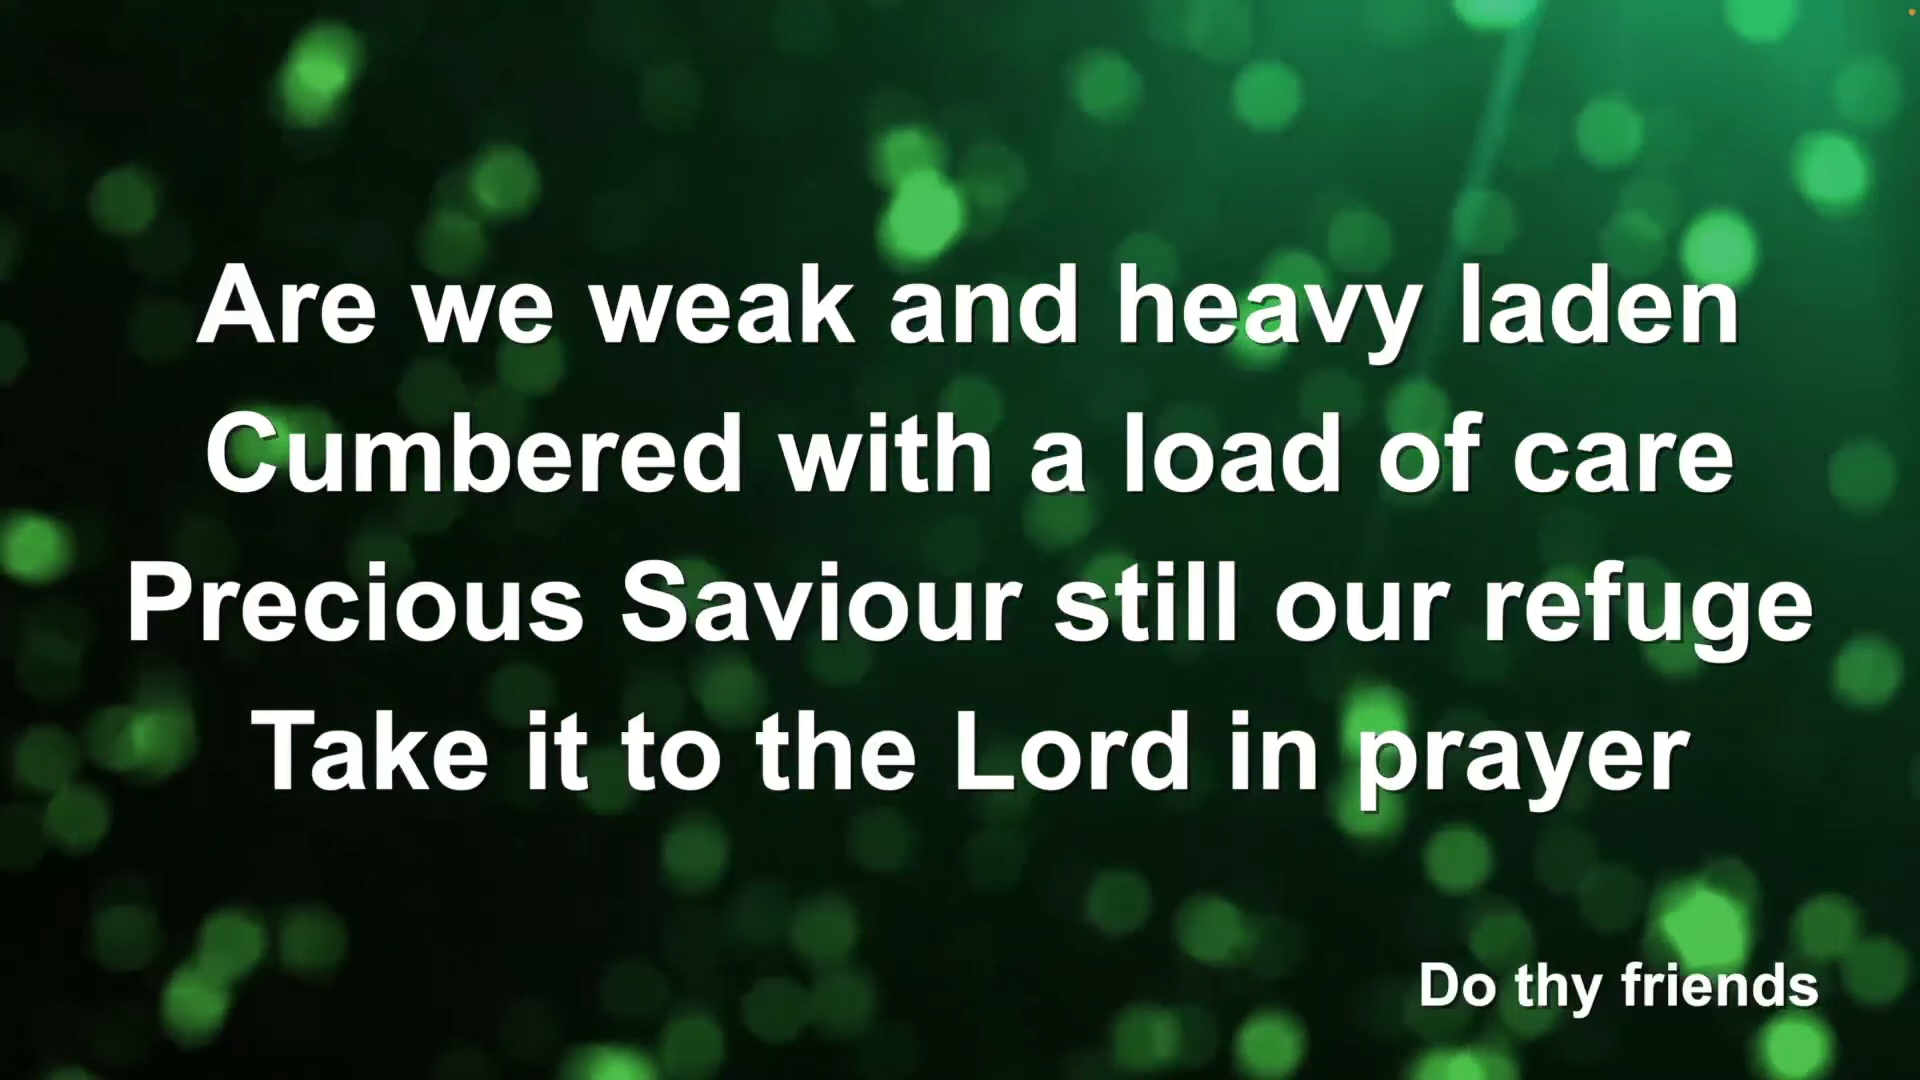 Are we weak and heavy laden
Cumbered with a load of care
Precious Saviour still our refuge
Take it to the Lord in prayer
Do thy friends